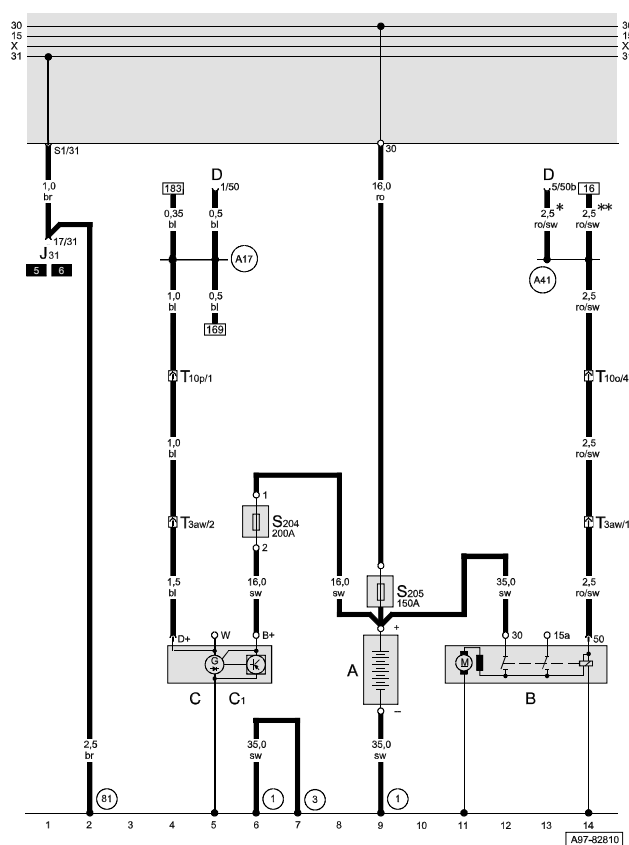 30 30
15 15
X X
31 31
S1/31 30
183 D 1/50 D 5/50b 16
1,0 br 0,35 bl 0,5 bl 16,0 ro 2,5 * ro/sw 2,5 ** ro/sw
17/31
J31
A17
5 6
A41
1,0 bl 0,5 bl 2,5 ro/sw
169
T10p/1 T10o/4
1,0 bl 2,5 ro/sw
1
T3aw/2 S204 200A T3aw/1
2
1,5 bl 16,0 sw 16,0 sw S205 150A 35,0 sw 2,5 ro/sw
D+ W B+ + 30 15a 50
G A M
C C1 B
–
2,5 br 35,0 sw 35,0 sw
81 1 3 1
1 2 3 4 5 6 7 8 9 10 11 12 13 14
A97-82810